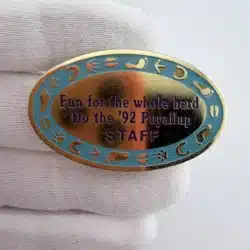 Fun for the whole herd
Do the '92 Puyallup
STAFF